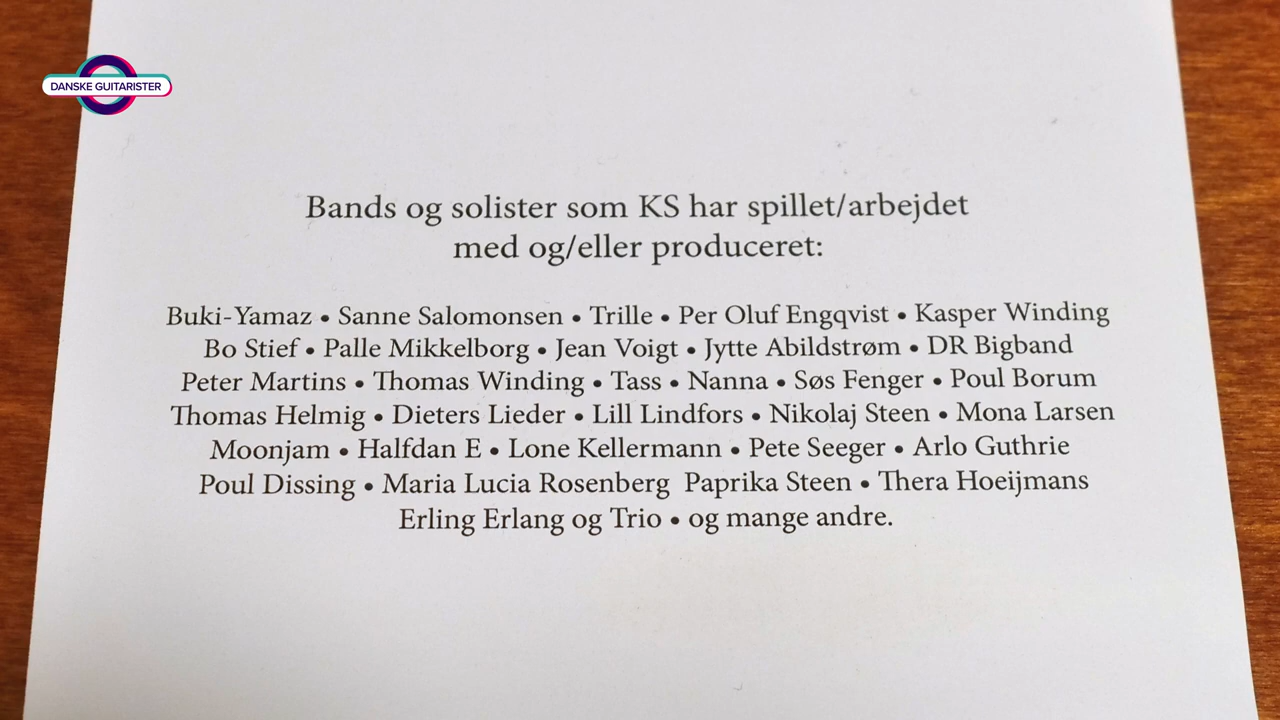 DANSKE GUITARISTER
Bands og solister som KS har spillet/arbejdet
med og/eller produceret:
Buki-Yamaz • Sanne Salomonsen • Trille • Per Oluf Engqvist • Kasper Winding
Bo Stief • Palle Mikkelborg • Jean Voigt • Jytte Abildstrøm • DR Bigband
Peter Martins • Thomas Winding • Tass • Nanna • Søs Fenger • Poul Borum
Thomas Helmig • Dieters Lieder • Lill Lindfors • Nikolaj Steen • Mona Larsen
Moonjam • Halfdan E • Lone Kellermann • Pete Seeger • Arlo Guthrie
Poul Dissing • Maria Lucia Rosenberg Paprika Steen • Thera Hoeijmans
Erling Erlang og Trio • og mange andre.